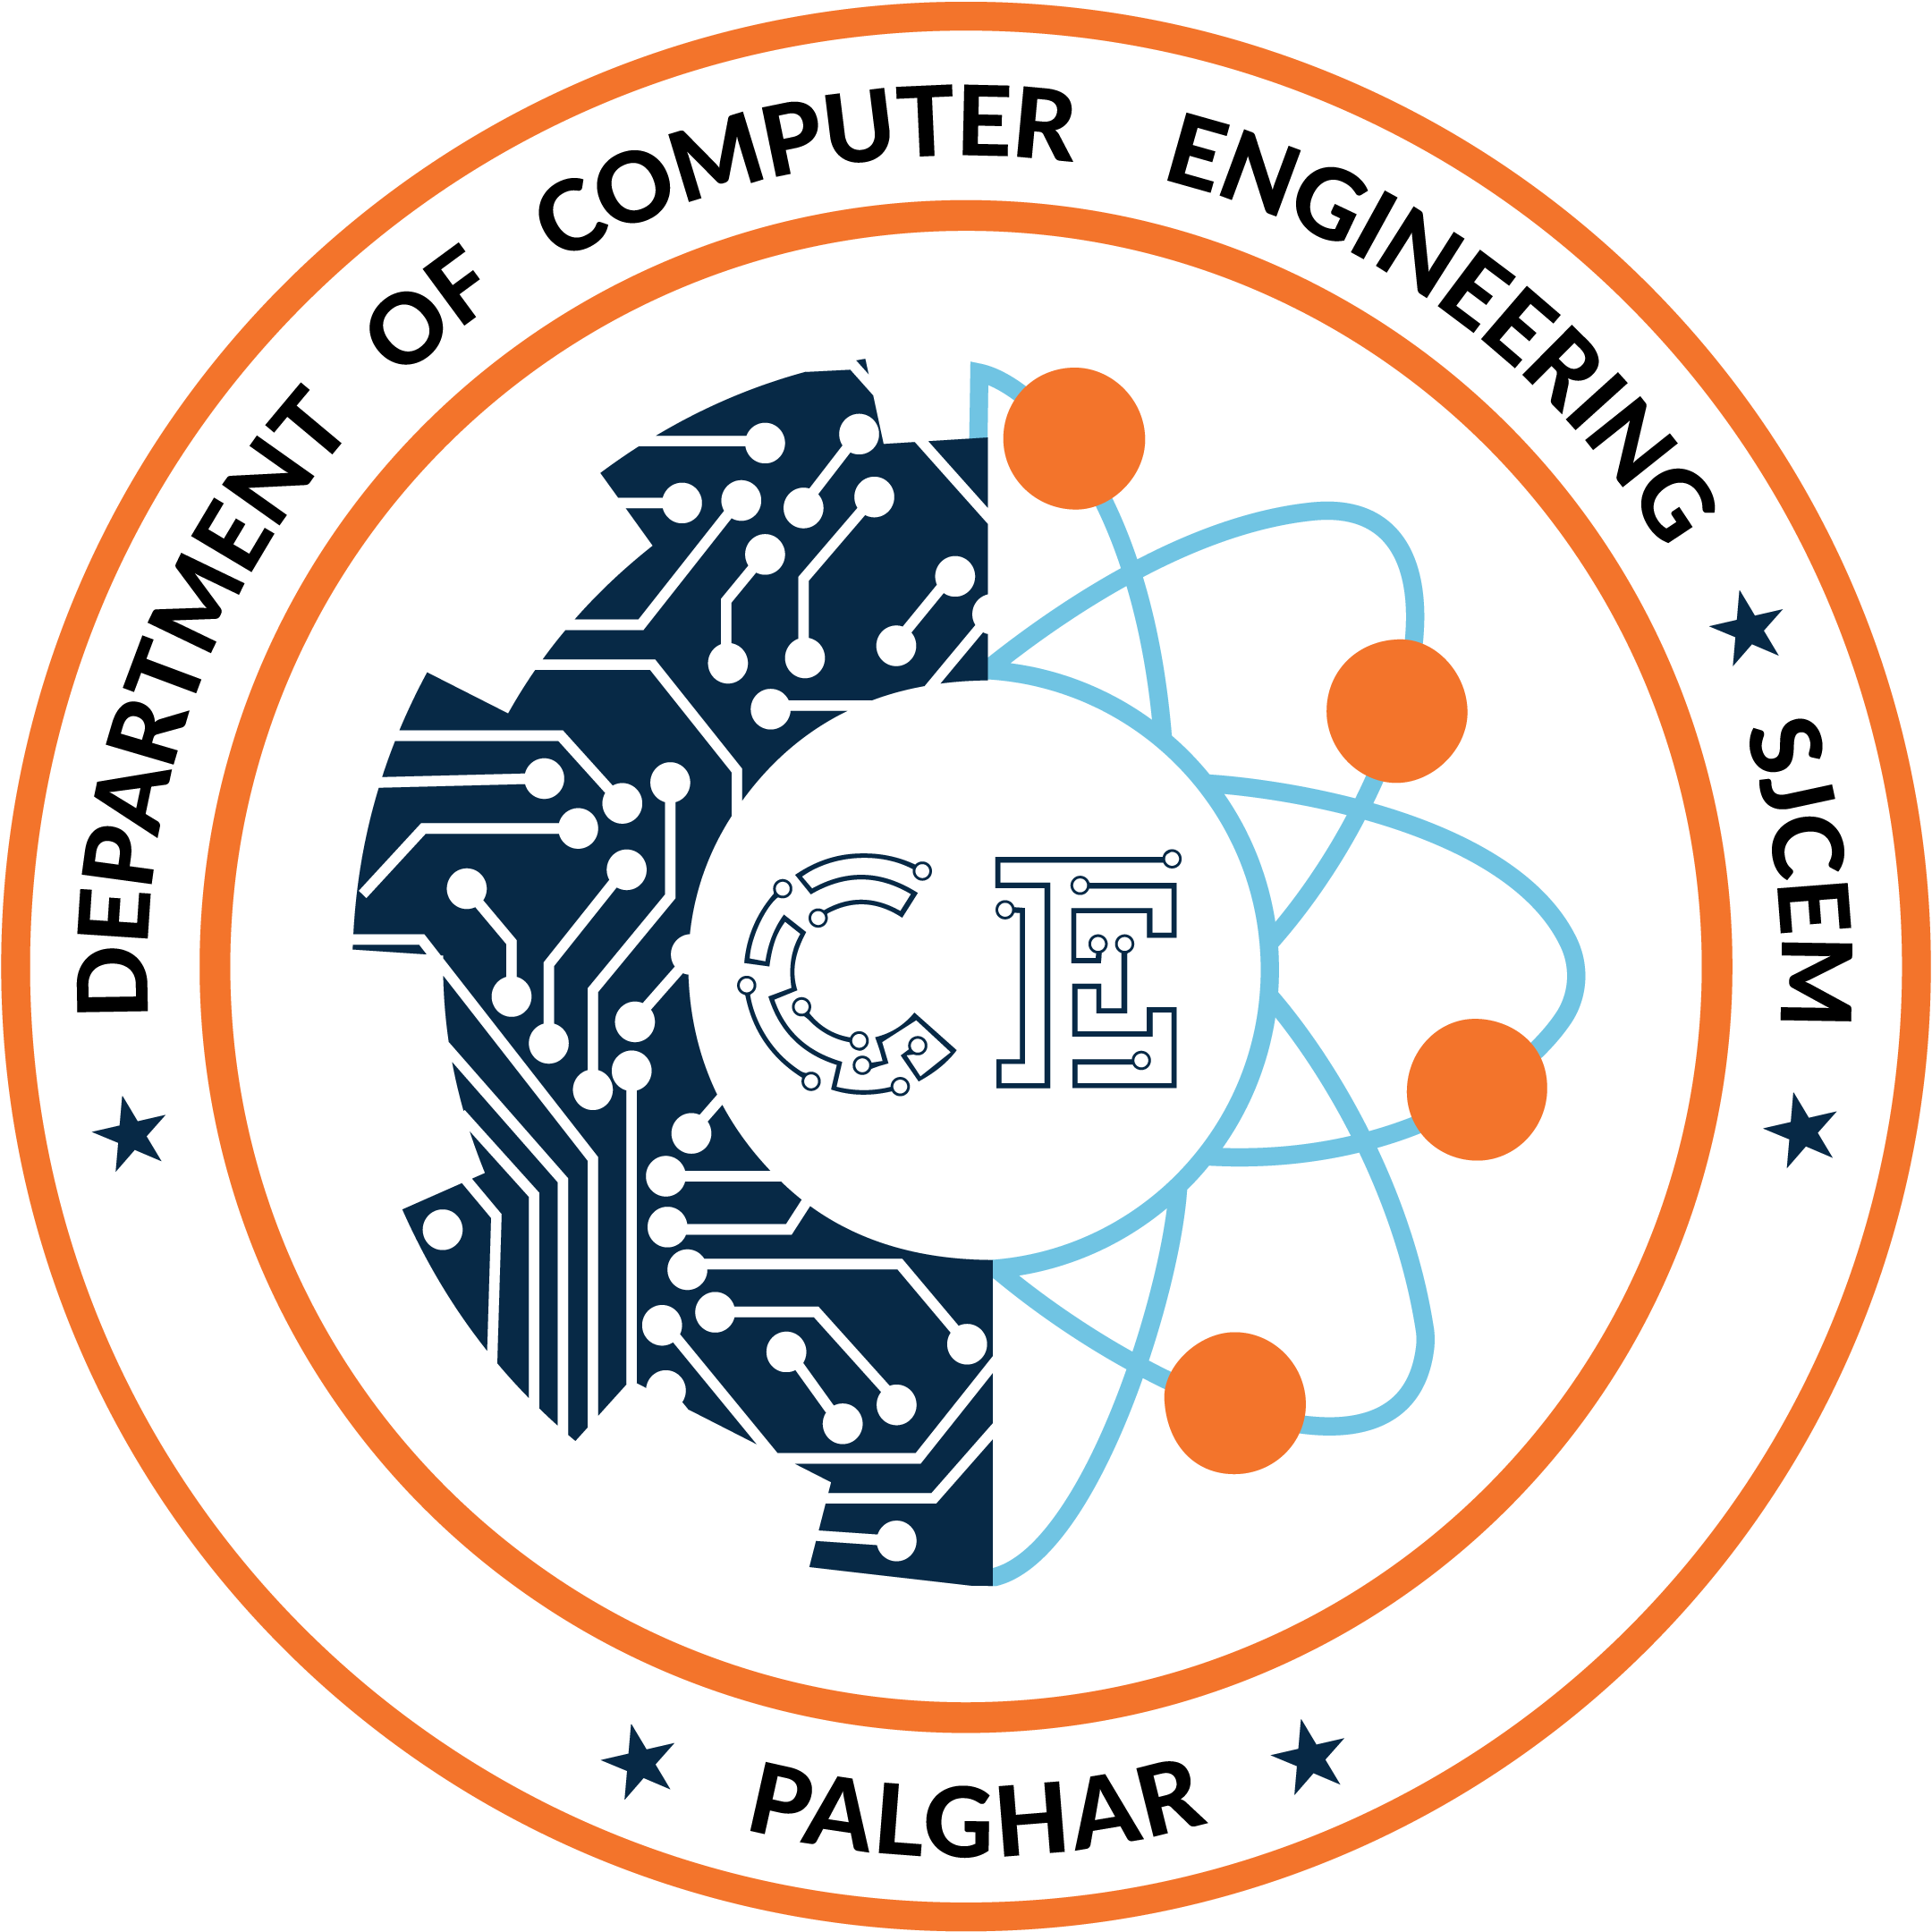 DEPARTMENT OF COMPUTER ENGINEERING
SJCEM
PALGHAR
CE